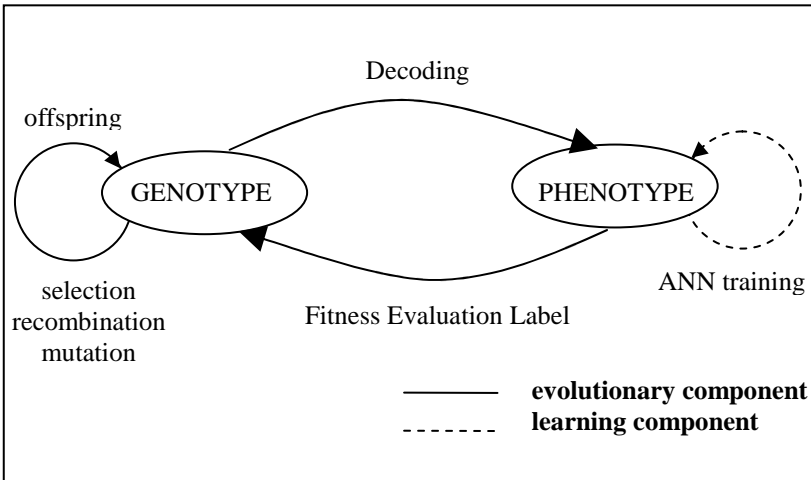 Decoding
offspring
GENOTYPE
PHENOTYPE
selection
recombination
mutation
Fitness Evaluation Label
ANN training
evolutionary component
learning component